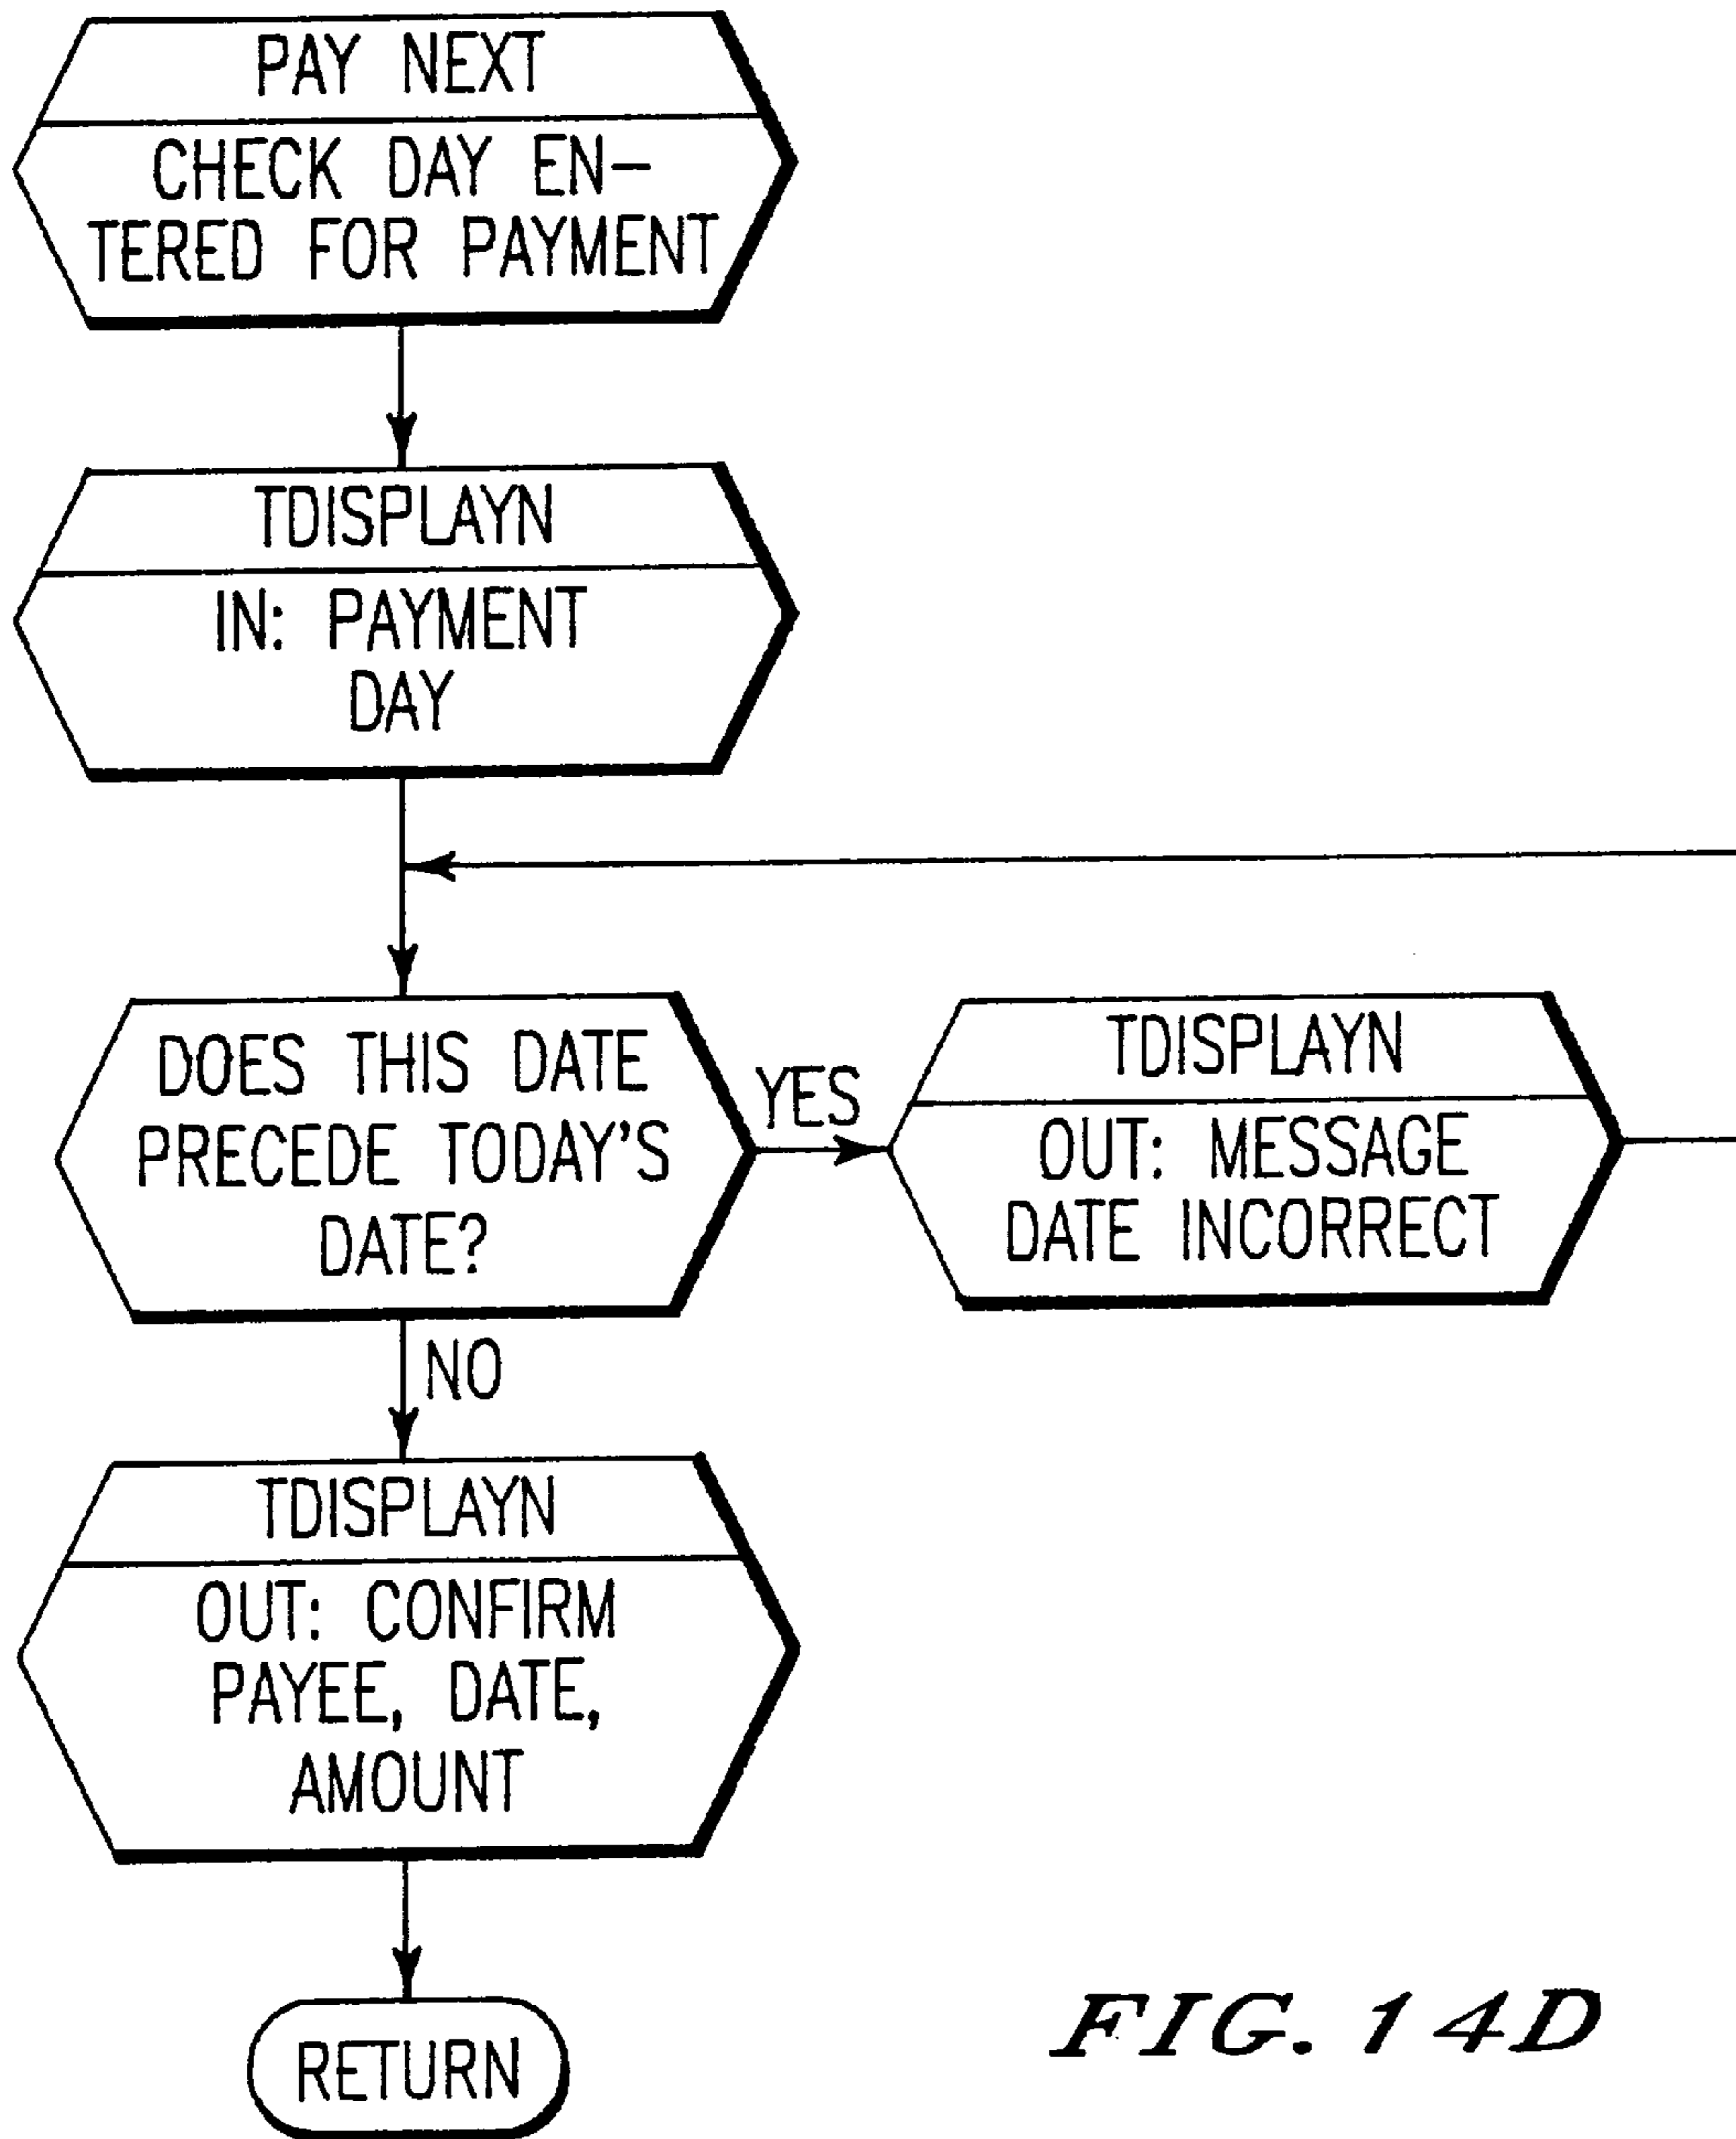 PAY NEXT
CHECK DAY EN-
TERED FOR PAYMENT
TDISPLAYN
IN: PAYMENT
DAY
DOES THIS DATE
PRECEDE TODAY'S
DATE?
YES
TDISPLAYN
OUT: MESSAGE
DATE INCORRECT
NO
TDISPLAYN
OUT: CONFIRM
PAYEE, DATE,
AMOUNT
RETURN
FIG. 14D